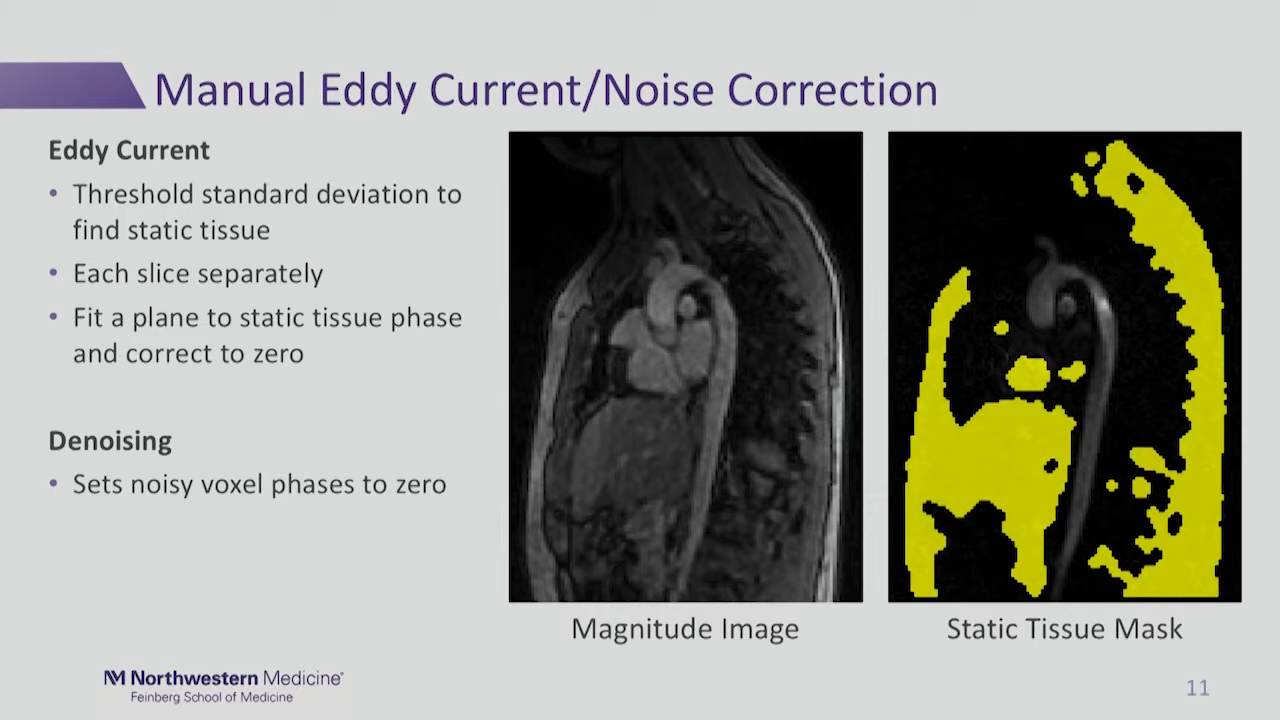 Manual Eddy Current/Noise Correction
Eddy Current
• Threshold standard deviation to
find static tissue
• Each slice separately
• Fit a plane to static tissue phase
and correct to zero
Denoising
• Sets noisy voxel phases to zero
Magnitude Image
Static Tissue Mask
NM Northwestern Medicine®
Feinberg School of Medicine
11